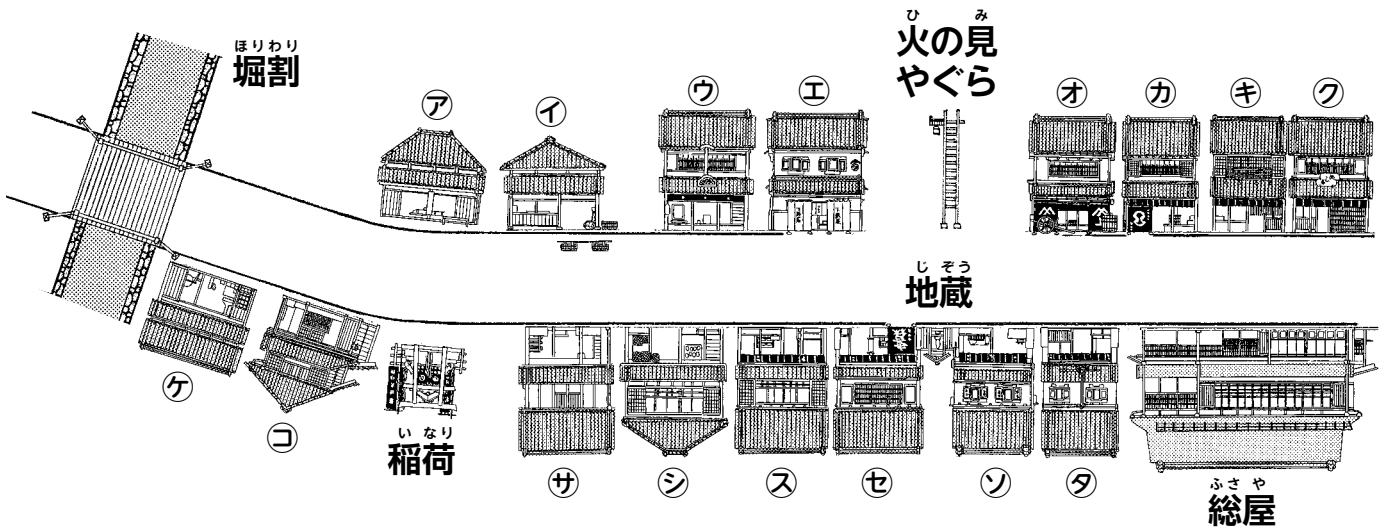 ほりわり
堀割
ひ み
火の見
やぐら
㋐
㋑
㋒
㋓
㋔
㋕
㋖
㋗
じ ぞう
地蔵
㋘
㋙
い なり
稲荷
㋚
㋛
㋜
㋝
㋞
㋟
ふさ や
総屋